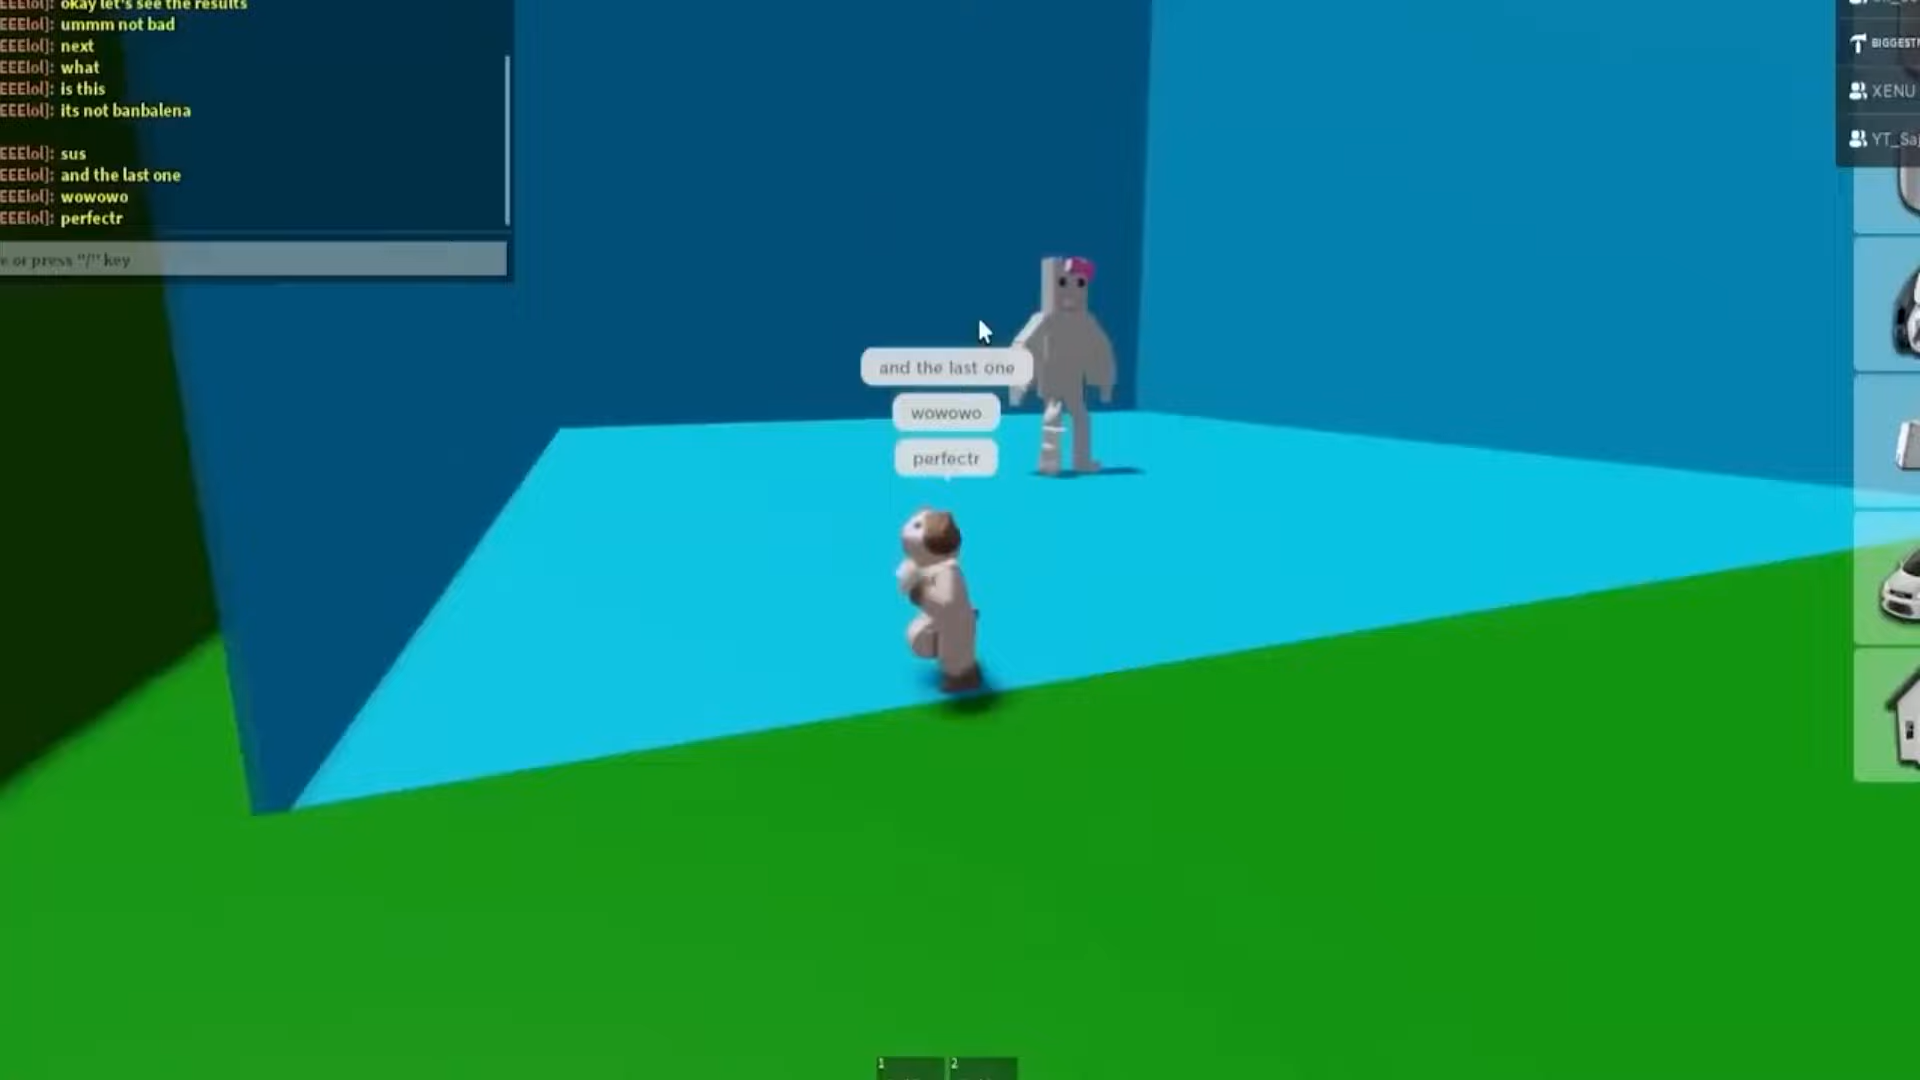 EEElol]: okay let's see the results
EEElol]: ummm not bad
EEElol]: next
EEElol]: what
EEElol]: is this
EEElol]: its not banbalena
EEElol]: sus
EEElol]: and the last one
EEElol]: wowowo
EEElol]: perfectr
e or press "/" key
and the last one
wowowo
perfectr
BIGGEST
XENU
YT_Sa
1
2